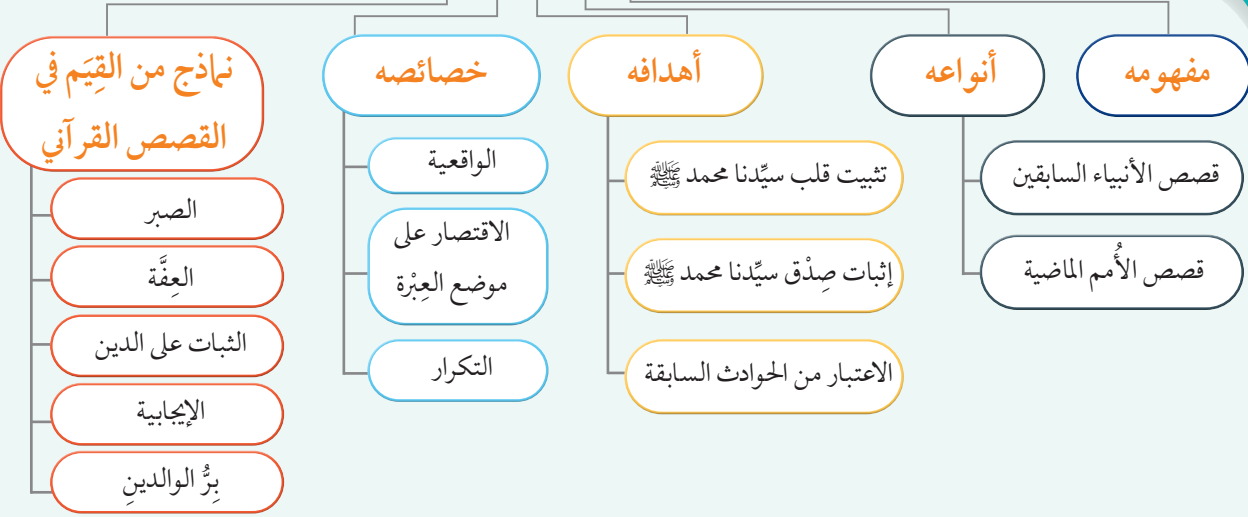 مفهومه
أنواعه
قصص الأنبياء السابقين
قصص الأُمم الماضية
أهدافه
تثبيت قلب سيِّدنا محمد ﷺ
إثبات صِدْق سيِّدنا محمد ﷺ
الاعتبار من الحوادث السابقة
خصائصه
الواقعية
الاقتصار على
موضع العِبْرة
التكرار
نماذج من القِيَم في
القصص القرآني
الصبر
العِفَّة
الثبات على الدين
الإيجابية
بِرُّ الوالدينِ